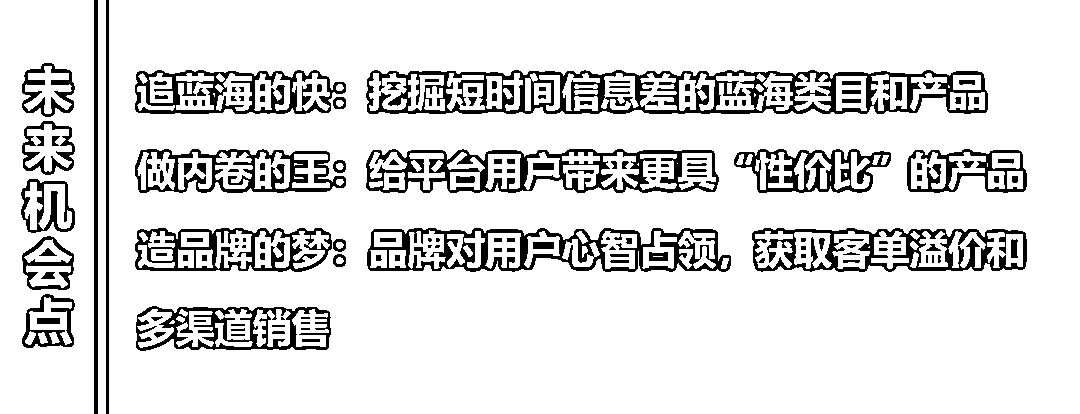 未来机会点
追蓝海的快：挖掘短时间信息差的蓝海类目和产品
做内卷的王：给平台用户带来更具“性价比”的产品
造品牌的梦：品牌对用户心智占领，获取客单溢价和
多渠道销售